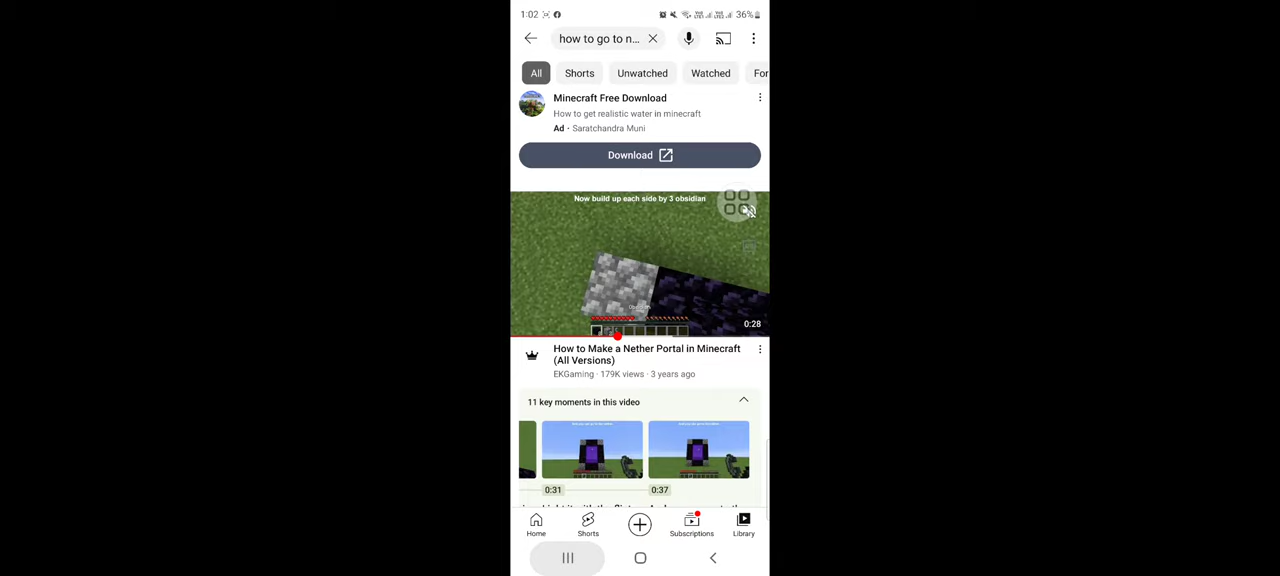 1:02 36%
how to go to n...
All Shorts Unwatched Watched For
Minecraft Free Download
How to get realistic water in minecraft
Ad · Saratchandra Muni
Download
Now build up each side by 3 obsidian
0:28
How to Make a Nether Portal in Minecraft
(All Versions)
EKGaming · 179K views · 3 years ago
11 key moments in this video
0:31 0:37
Home Shorts Subscriptions Library